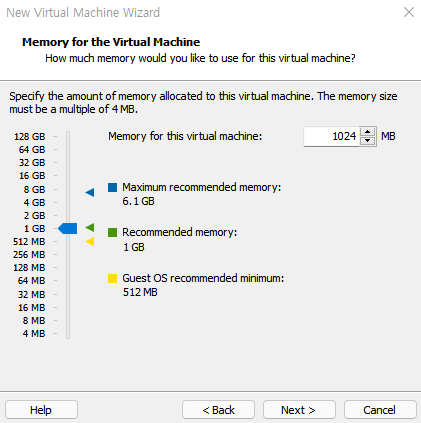 New Virtual Machine Wizard
Memory for the Virtual Machine
How much memory would you like to use for this virtual machine?
Specify the amount of memory allocated to this virtual machine. The memory size
must be a multiple of 4 MB.
Memory for this virtual machine: 1024 MB
128 GB
64 GB
32 GB
16 GB
8 GB
4 GB
2 GB
1 GB
512 MB
256 MB
128 MB
64 MB
32 MB
16 MB
8 MB
4 MB
Maximum recommended memory:
6.1 GB
Recommended memory:
1 GB
Guest OS recommended minimum:
512 MB
Help
< Back
Next >
Cancel